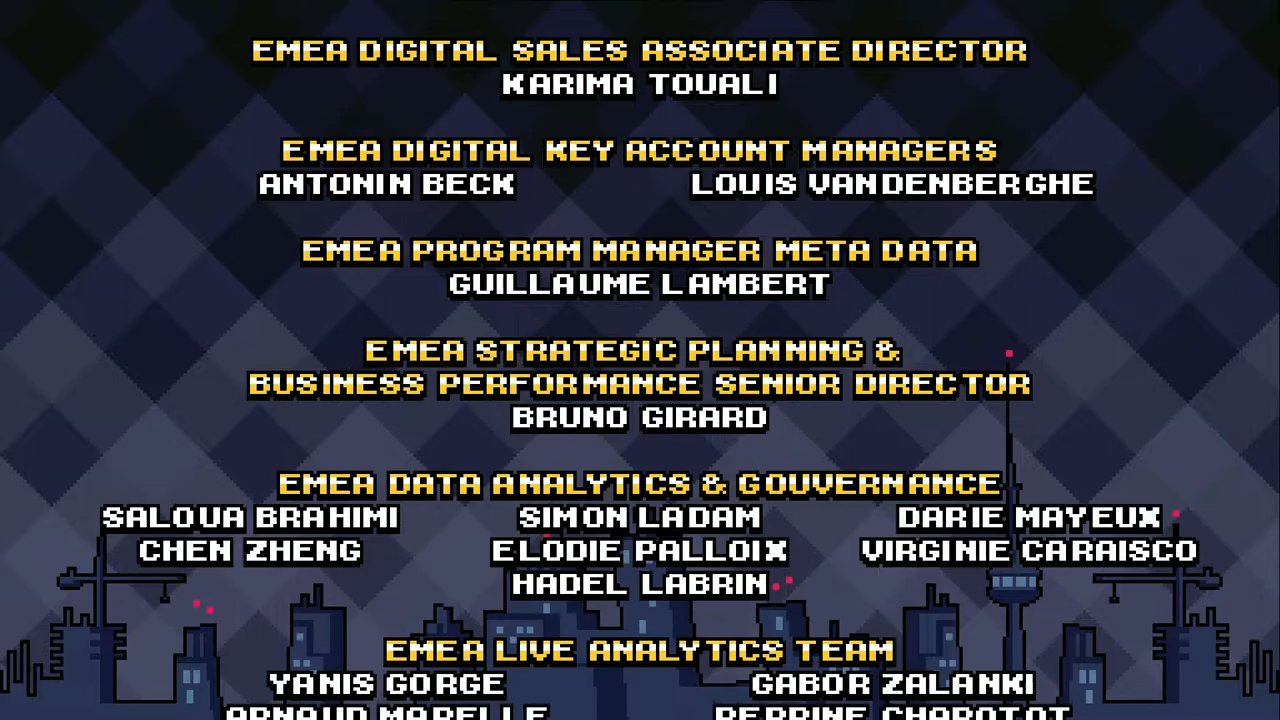 EMEA DIGITAL SALES ASSOCIATE DIRECTOR
KARIMA TOUALI
EMEA DIGITAL KEY ACCOUNT MANAGERS
ANTONIN BECK LOUIS VANDENBERGHE
EMEA PROGRAM MANAGER META DATA
GUILLAUME LAMBERT
EMEA STRATEGIC PLANNING &
BUSINESS PERFORMANCE SENIOR DIRECTOR
BRUNO GIRARD
EMEA DATA ANALYTICS & GOUVERNANCE
SALOUA BRAHIMI SIMON LADAM DARIE MAYEUX
CHEN ZHENG ELODIE PALLOIX VIRGINIE CARAISCO
HADEL LABRIN
EMEA LIVE ANALYTICS TEAM
YANIS GORGE GABOR ZALANKI
ARNAUD PERRINE